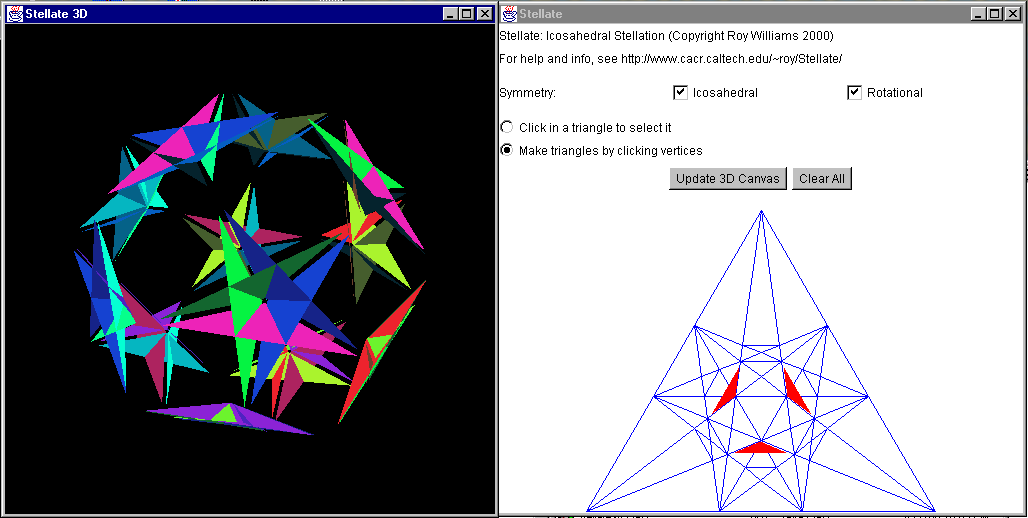 Stellate 3D
Stellate
Stellate: Icosahedral Stellation (Copyright Roy Williams 2000)
For help and info, see http://www.cacr.caltech.edu/~roy/Stellate/
Symmetry: Icosahedral Rotational
Click in a triangle to select it
Make triangles by clicking vertices
Update 3D Canvas Clear All